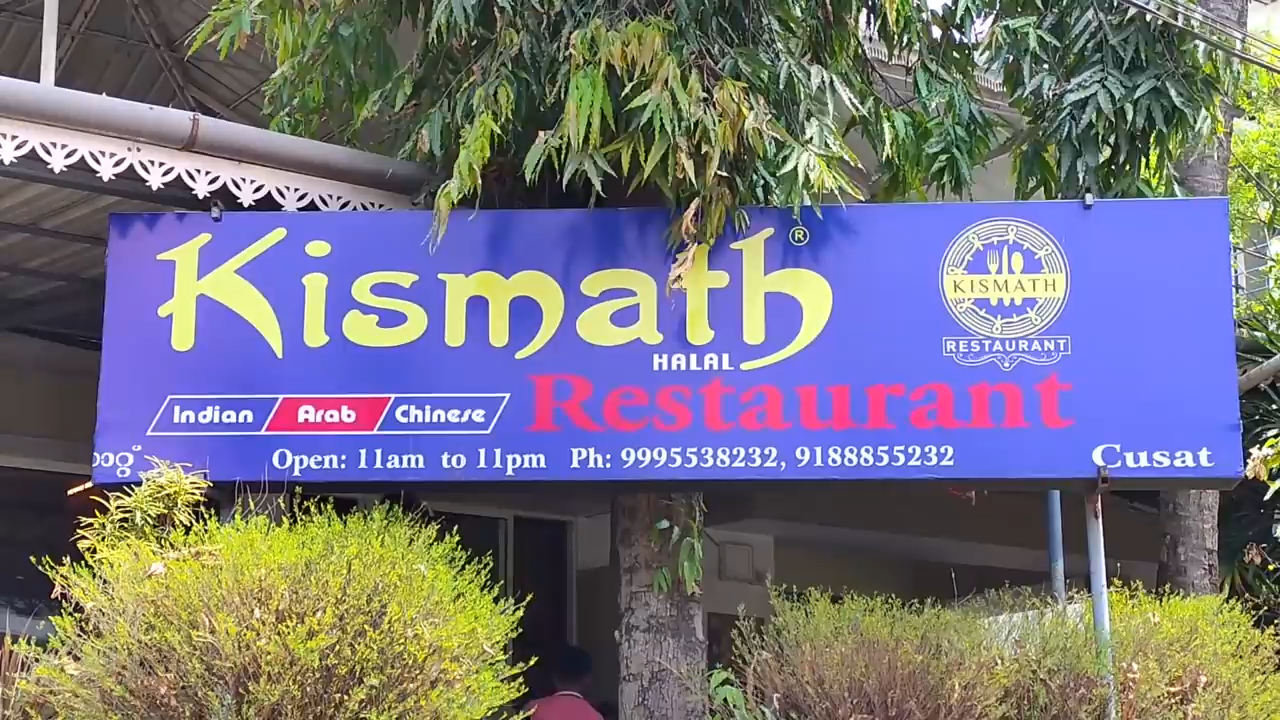 Kismath ®
HALAL
Restaurant
KISMATH
RESTAURANT
Indian Arab Chinese
Open: 11am to 11pm Ph: 9995538232, 9188855232
Cusat